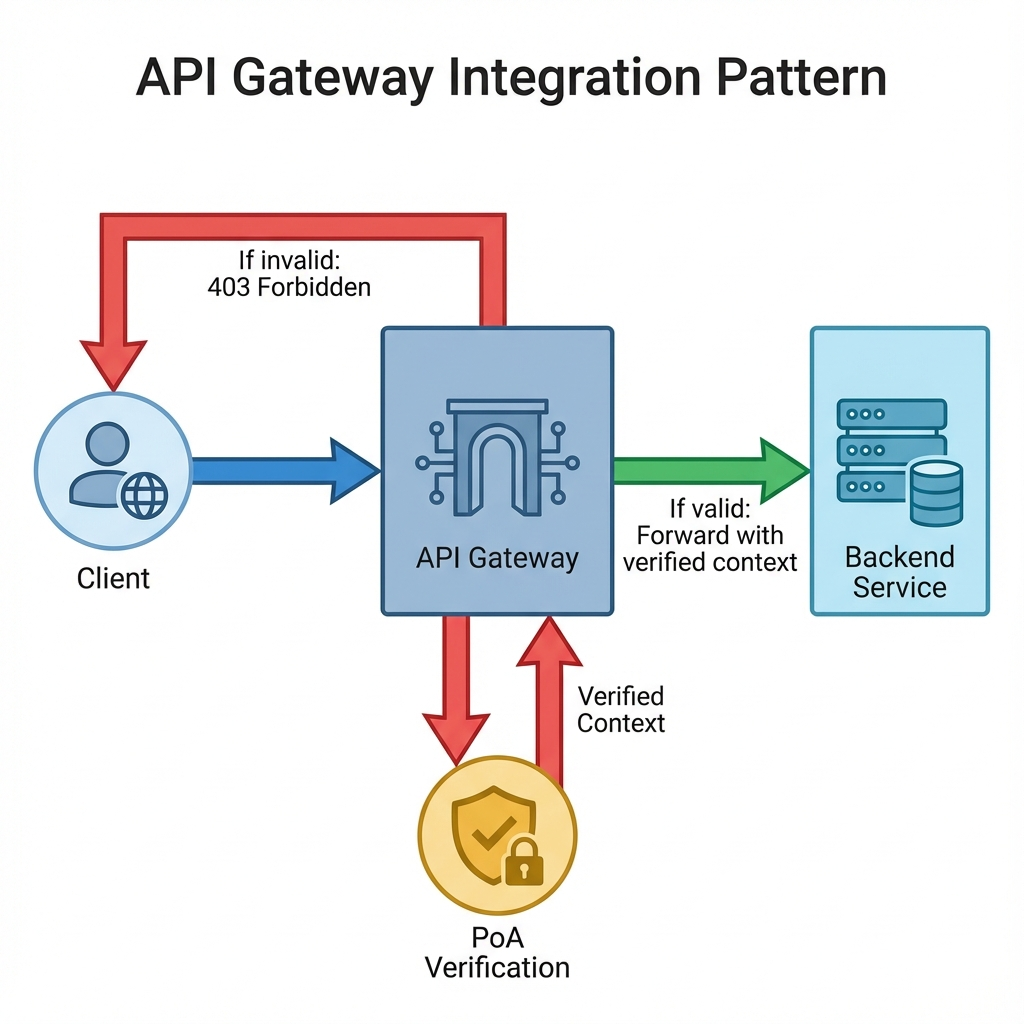 API Gateway Integration Pattern
If invalid:
403 Forbidden
Client
API Gateway
If valid:
Forward with
verified context
Backend
Service
Verified
Context
PoA
Verification